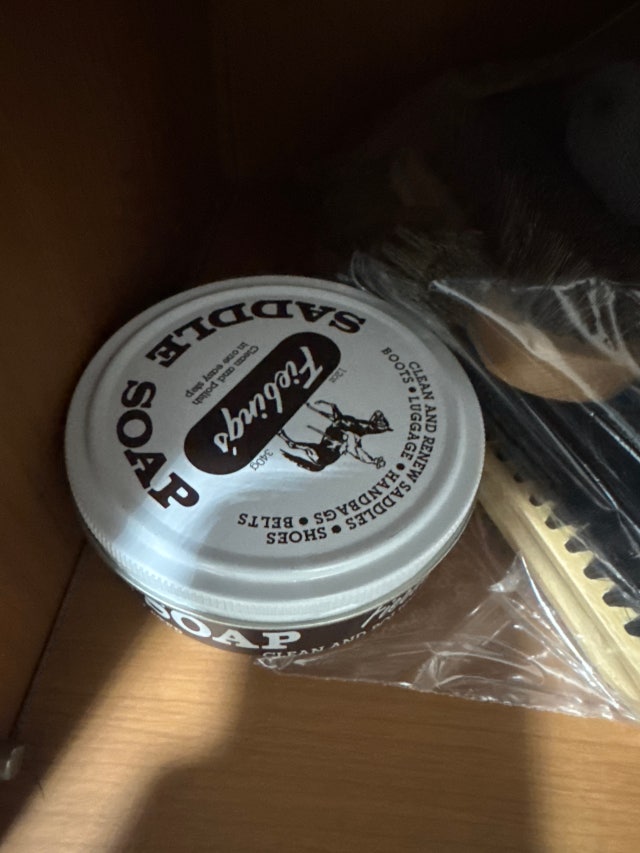 SADDLE SOAP
Clean and polish
in one easy step
Fiebing's
12oz
340g
CLEAN AND RENEW SADDLES • SHOES
BOOTS • LUGGAGE • HANDBAGS • BELTS
SOAP
CLEAN AND